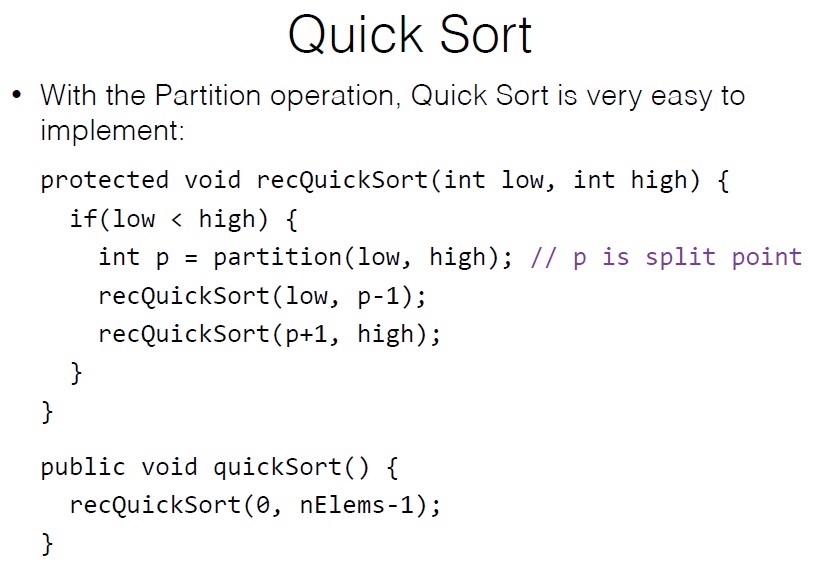 Quick Sort
• With the Partition operation, Quick Sort is very easy to
implement:
protected void recQuickSort(int low, int high) {
  if(low < high) {
    int p = partition(low, high); // p is split point
    recQuickSort(low, p-1);
    recQuickSort(p+1, high);
  }
}
public void quickSort() {
  recQuickSort(0, nElems-1);
}